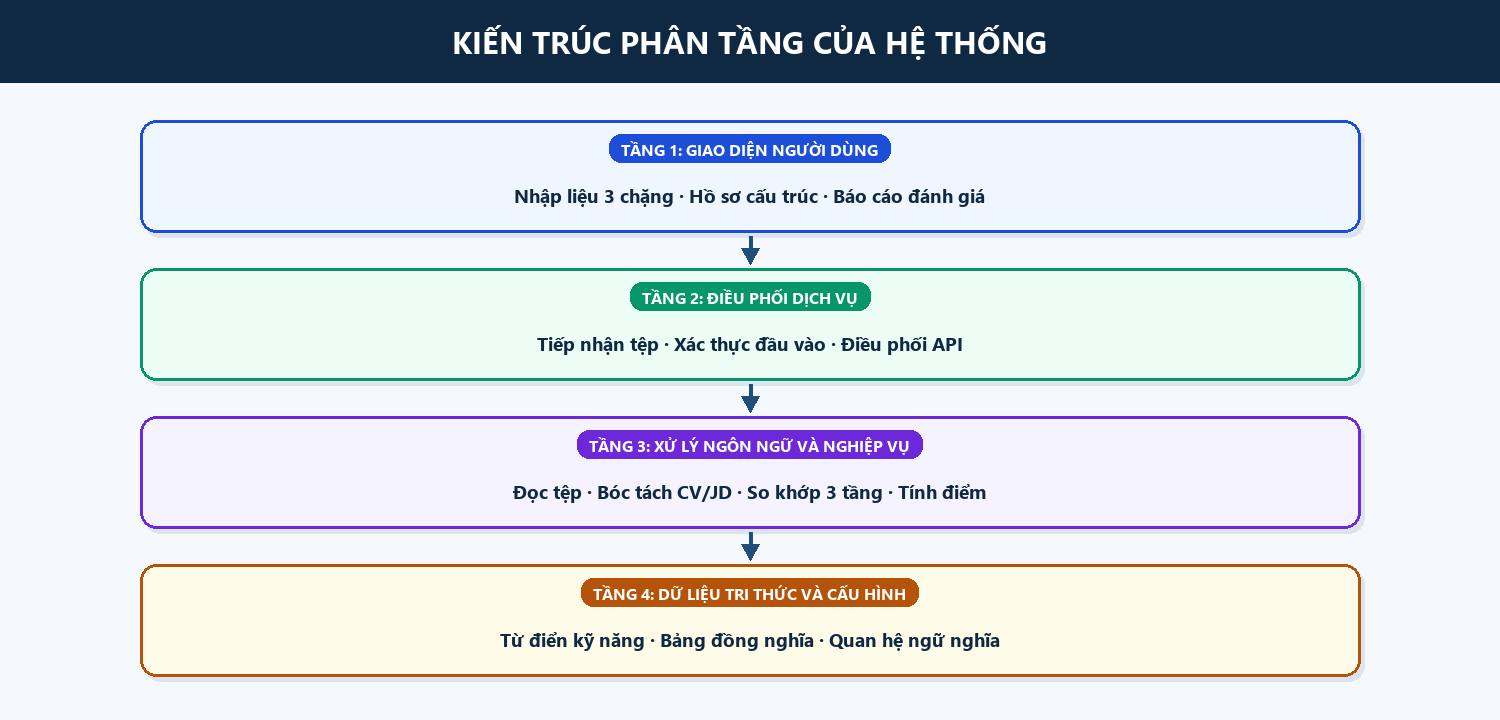 KIẾN TRÚC PHÂN TẦNG CỦA HỆ THỐNG
TẦNG 1: GIAO DIỆN NGƯỜI DÙNG
Nhập liệu 3 chặng · Hồ sơ cấu trúc · Báo cáo đánh giá
TẦNG 2: ĐIỀU PHỐI DỊCH VỤ
Tiếp nhận tệp · Xác thực đầu vào · Điều phối API
TẦNG 3: XỬ LÝ NGÔN NGỮ VÀ NGHIỆP VỤ
Đọc tệp · Bóc tách CV/JD · So khớp 3 tầng · Tính điểm
TẦNG 4: DỮ LIỆU TRI THỨC VÀ CẤU HÌNH
Từ điển kỹ năng · Bảng đồng nghĩa · Quan hệ ngữ nghĩa